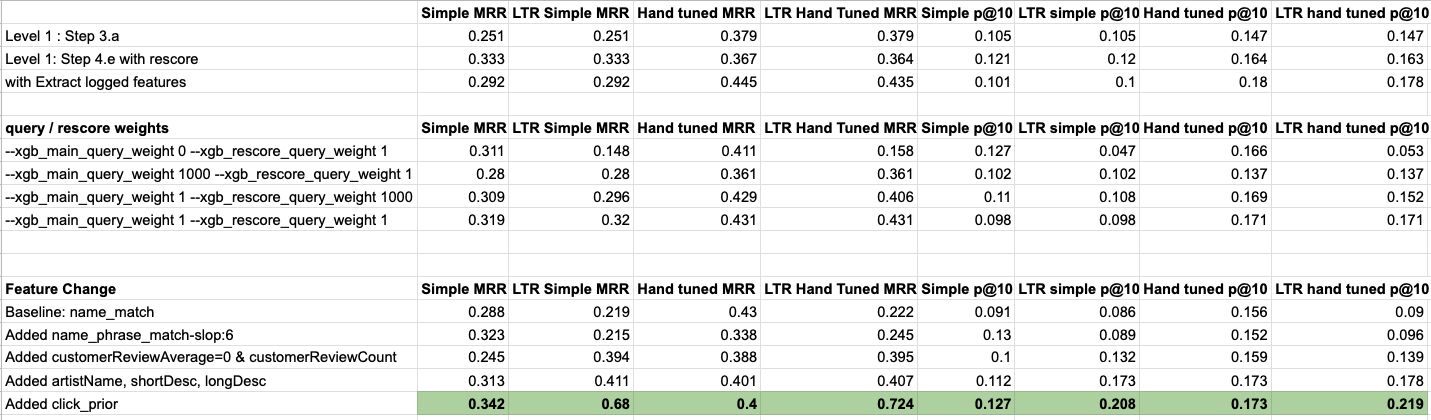 Simple MRR LTR Simple MRR Hand tuned MRR LTR Hand Tuned MRR Simple p@10 LTR simple p@10 Hand tuned p@10 LTR hand tuned p@10
Level 1 : Step 3.a 0.251 0.251 0.379 0.379 0.105 0.105 0.147 0.147
Level 1: Step 4.e with rescore 0.333 0.333 0.367 0.364 0.121 0.12 0.164 0.163
with Extract logged features 0.292 0.292 0.445 0.435 0.101 0.1 0.18 0.178
query / rescore weights Simple MRR LTR Simple MRR Hand tuned MRR LTR Hand Tuned MRR Simple p@10 LTR simple p@10 Hand tuned p@10 LTR hand tuned p@10
--xgb_main_query_weight 0 --xgb_rescore_query_weight 1 0.311 0.148 0.411 0.158 0.127 0.047 0.166 0.053
--xgb_main_query_weight 1000 --xgb_rescore_query_weight 1 0.28 0.28 0.361 0.361 0.102 0.102 0.137 0.137
--xgb_main_query_weight 1 --xgb_rescore_query_weight 1000 0.309 0.296 0.429 0.406 0.11 0.108 0.169 0.152
--xgb_main_query_weight 1 --xgb_rescore_query_weight 1 0.319 0.32 0.431 0.431 0.098 0.098 0.171 0.171
Feature Change Simple MRR LTR Simple MRR Hand tuned MRR LTR Hand Tuned MRR Simple p@10 LTR simple p@10 Hand tuned p@10 LTR hand tuned p@10
Baseline: name_match 0.288 0.219 0.43 0.222 0.091 0.086 0.156 0.09
Added name_phrase_match-slop:6 0.323 0.215 0.338 0.245 0.13 0.089 0.152 0.096
Added customerReviewAverage=0 & customerReviewCount 0.245 0.394 0.388 0.395 0.1 0.132 0.159 0.139
Added artistName, shortDesc, longDesc 0.313 0.411 0.401 0.407 0.112 0.173 0.173 0.178
Added click_prior 0.342 0.68 0.4 0.724 0.127 0.208 0.173 0.219